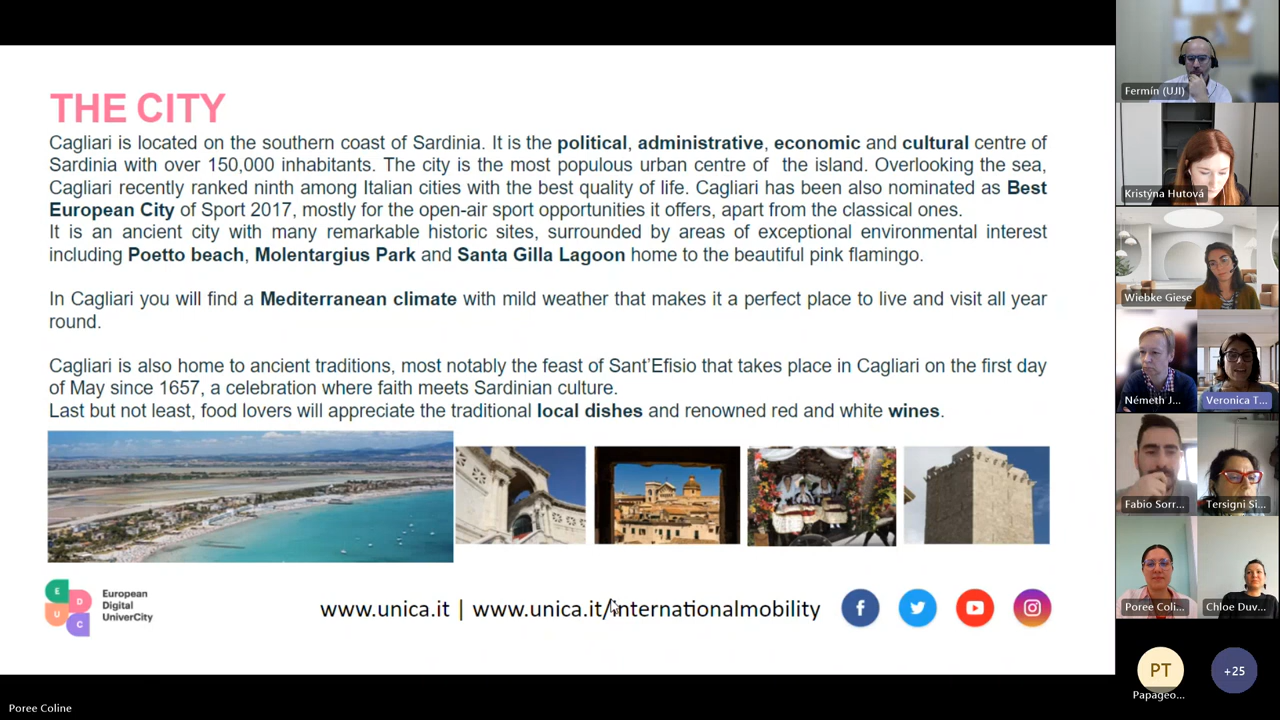 THE CITY
Cagliari is located on the southern coast of Sardinia. It is the political, administrative, economic and cultural centre of
Sardinia with over 150,000 inhabitants. The city is the most populous urban centre of the island. Overlooking the sea,
Cagliari recently ranked ninth among Italian cities with the best quality of life. Cagliari has been also nominated as Best
European City of Sport 2017, mostly for the open-air sport opportunities it offers, apart from the classical ones.
It is an ancient city with many remarkable historic sites, surrounded by areas of exceptional environmental interest
including Poetto beach, Molentargius Park and Santa Gilla Lagoon home to the beautiful pink flamingo.
In Cagliari you will find a Mediterranean climate with mild weather that makes it a perfect place to live and visit all year
round.
Cagliari is also home to ancient traditions, most notably the feast of Sant'Efisio that takes place in Cagliari on the first day
of May since 1657, a celebration where faith meets Sardinian culture.
Last but not least, food lovers will appreciate the traditional local dishes and renowned red and white wines.
E
D
U
C
European
Digital
UniverCity
www.unica.it | www.unica.it/internationalmobility
Poree Coline
Fermín (UJI)
Kristýna Hutová
Wiebke Giese
Németh J...
Veronica T...
Fabio Sorr...
Tersigni Si...
Poree Coli...
Chloe Duv...
PT
Papageo...
+25